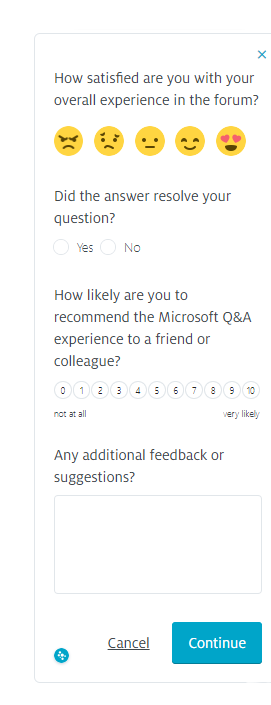 How satisfied are you with your
overall experience in the forum?
Did the answer resolve your
question?
Yes No
How likely are you to
recommend the Microsoft Q&A
experience to a friend or
colleague?
0 1 2 3 4 5 6 7 8 9 10
not at all very likely
Any additional feedback or
suggestions?
Cancel Continue